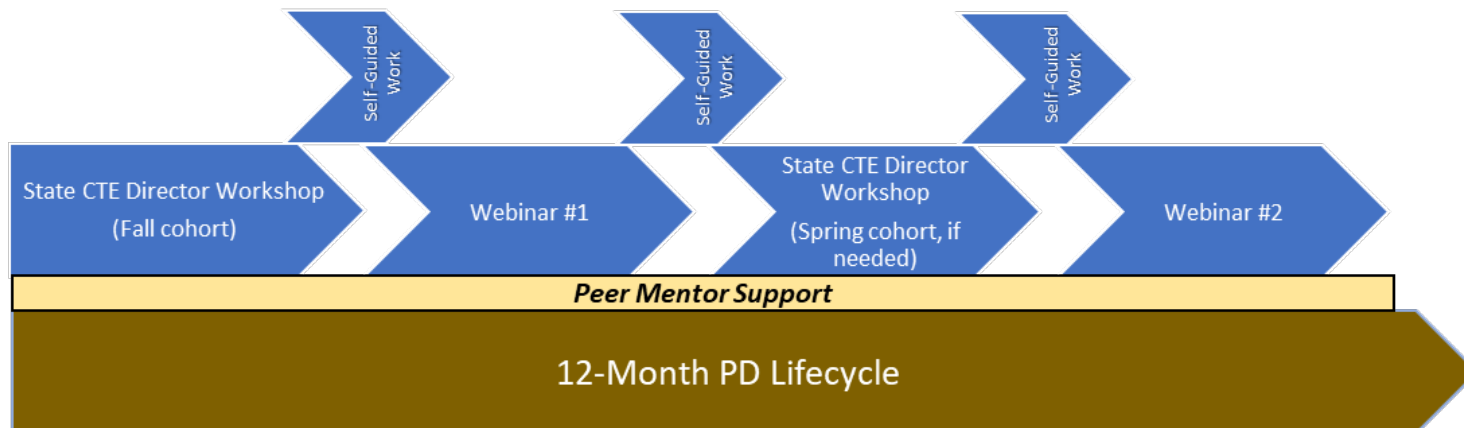 Self-Guided
Work
Self-Guided
Work
Self-Guided
Work
State CTE Director Workshop
(Fall cohort)
Webinar #1
State CTE Director
Workshop
(Spring cohort, if
needed)
Webinar #2
Peer Mentor Support
12-Month PD Lifecycle